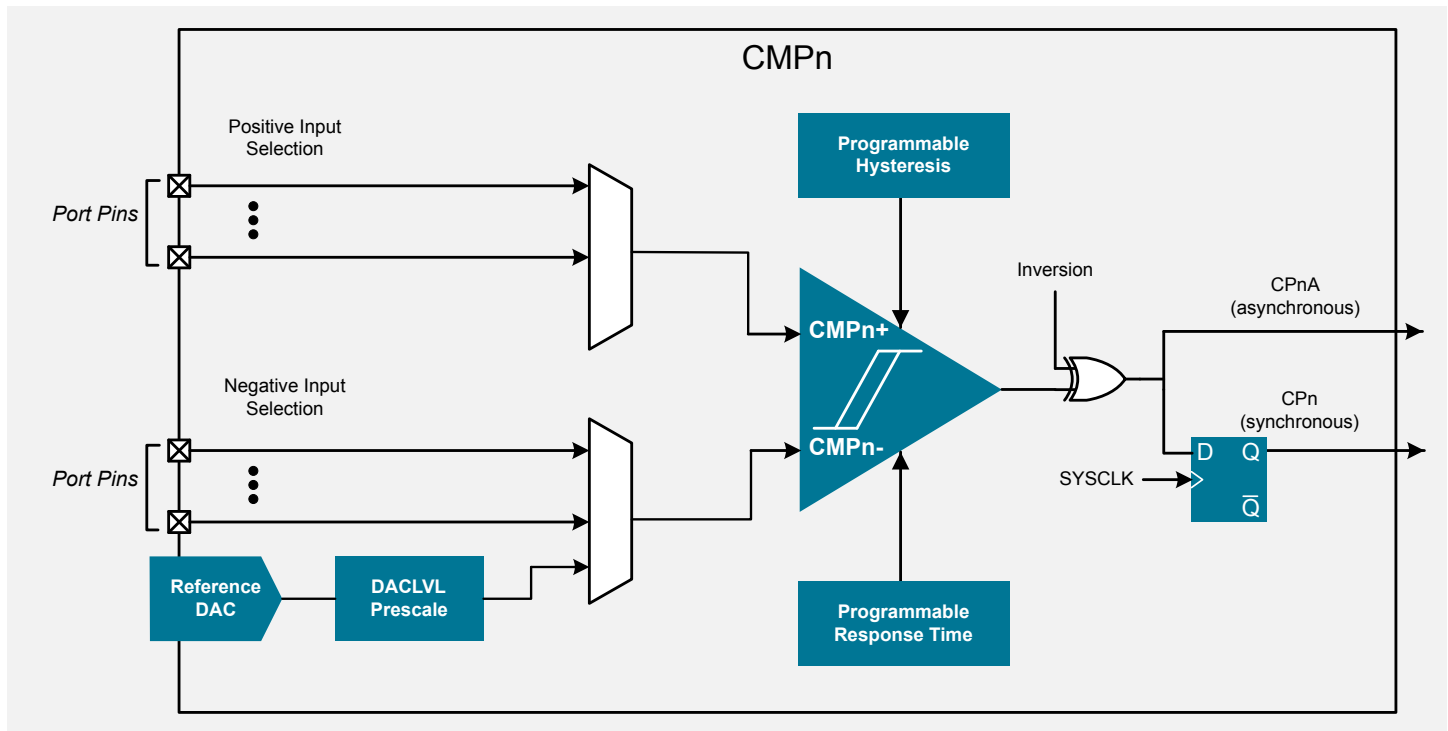 CMPn
Positive Input
Selection
Port Pins
Programmable
Hysteresis
Inversion
CPnA
(asynchronous)
CMPn+
CMPn-
Negative Input
Selection
Port Pins
CPn
(synchronous)
D Q
SYSCLK
Q̅
Reference
DAC
DACLVL
Prescale
Programmable
Response Time